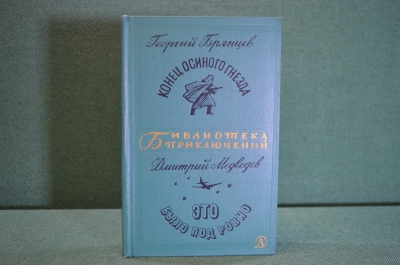 Георгий Брянцев
КОНЕЦ ОСИНОГО ГНЕЗДА
БИБЛИОТЕКА
ПРИКЛЮЧЕНИЙ
Дмитрий Медведев
ЭТО
БЫЛО ПОД РОВНО